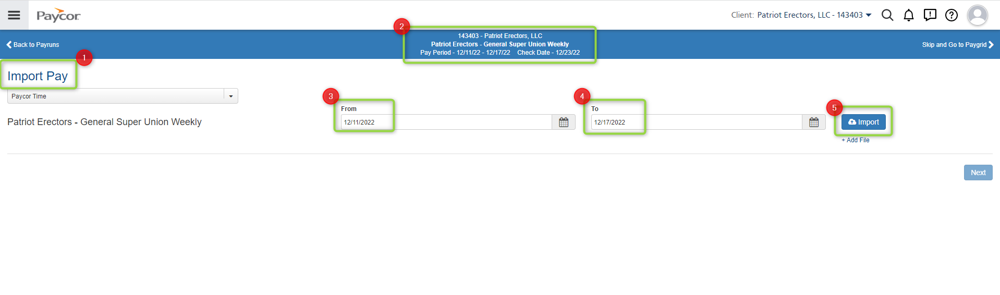 Paycor
Client: Patriot Erectors, LLC - 143403
2
143403 - Patriot Erectors, LLC
Back to Payruns
Patriot Erectors - General Super Union Weekly
Skip and Go to Paygrid
Pay Period - 12/11/22 - 12/17/22 Check Date - 12/23/22
1
Import Pay
Paycor Time
3
4
5
From
To
Patriot Erectors - General Super Union Weekly
12/11/2022
12/17/2022
Import
+ Add File
Next